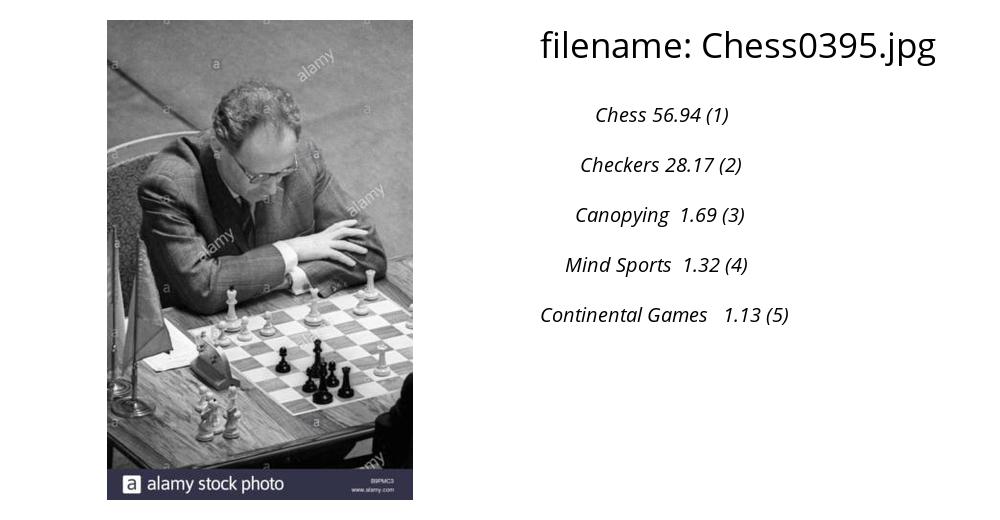 filename: Chess0395.jpg
Chess 56.94 (1)
Checkers 28.17 (2)
Canopying 1.69 (3)
Mind Sports 1.32 (4)
Continental Games 1.13 (5)
alamy
alamy
alamy
a alamy stock photo
B9PMC3
www.alamy.com